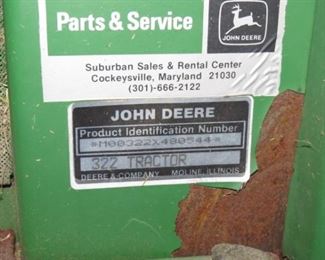 Parts & Service
JOHN DEERE
Suburban Sales & Rental Center
Cockeysville, Maryland 21030
(301)-666-2122
JOHN DEERE
Product Identification Number
*M00322X490544*
322 TRACTOR
DEERE & COMPANY MOLINE, ILLINOIS